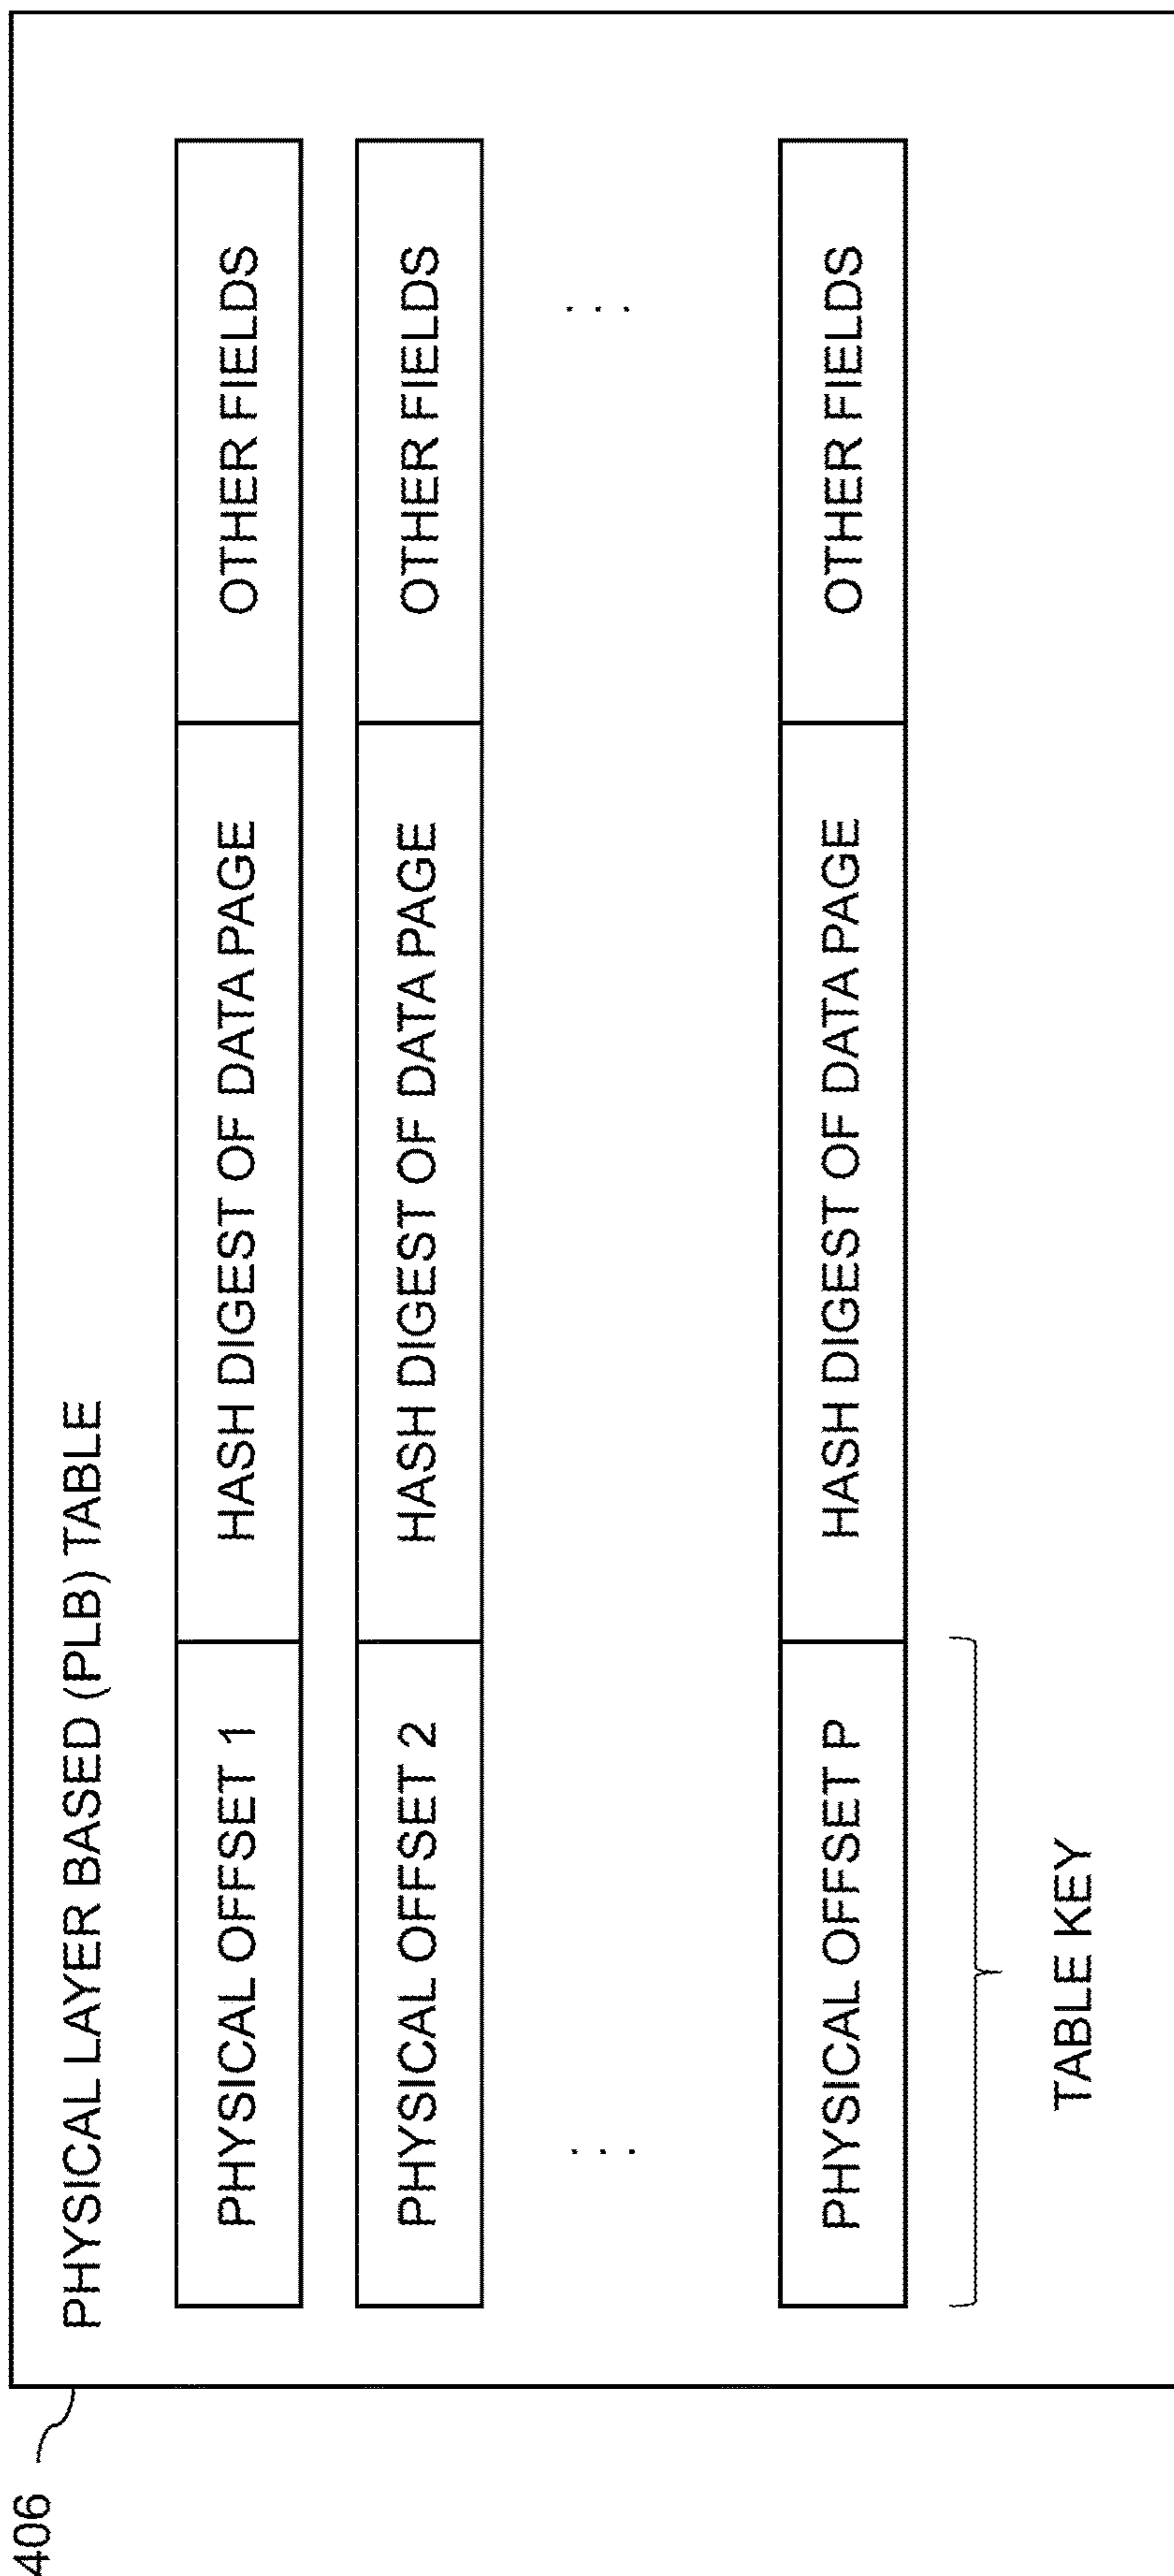 406
PHYSICAL LAYER BASED (PLB) TABLE
PHYSICAL OFFSET 1 HASH DIGEST OF DATA PAGE OTHER FIELDS
PHYSICAL OFFSET 2 HASH DIGEST OF DATA PAGE OTHER FIELDS
. . . . . .
PHYSICAL OFFSET P HASH DIGEST OF DATA PAGE OTHER FIELDS
TABLE KEY